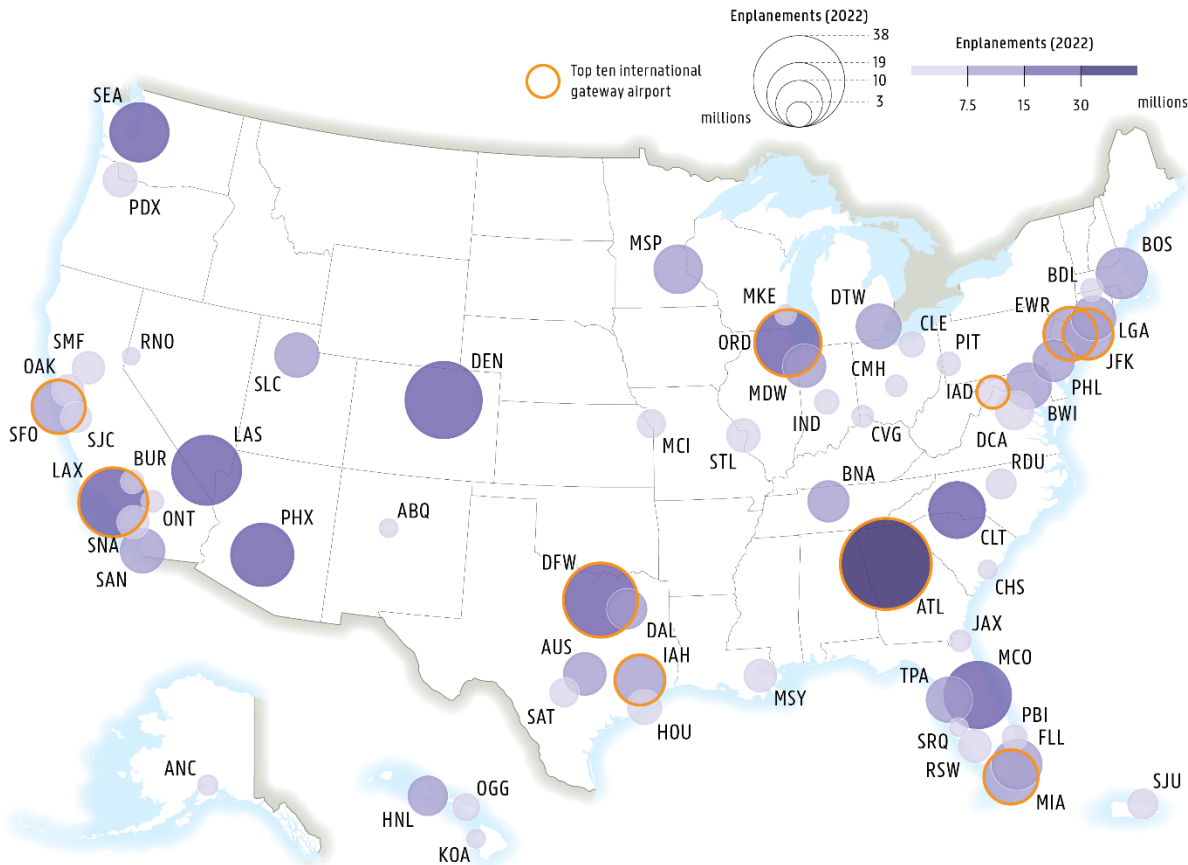 Enplanements (2022)
38
19
10
3
millions
Enplanements (2022)
7.5
15
30
millions
Top ten international
gateway airport
SEA
PDX
MSP
BOS
BDL
MKE
DTW
EWR
LGA
CLE
PIT
JFK
SMF
RNO
ORD
OAK
SLC
DEN
CMH
PHL
MDW
IAD
BWI
IND
SFO
SJC
LAS
MCI
CVG
DCA
STL
BUR
LAX
RDU
BNA
ONT
ABQ
PHX
SNA
CLT
SAN
DFW
CHS
ATL
DAL
JAX
AUS
IAH
MCO
TPA
SAT
MSY
HOU
PBI
FLL
SRQ
RSW
ANC
OGG
SJU
MIA
HNL
KOA